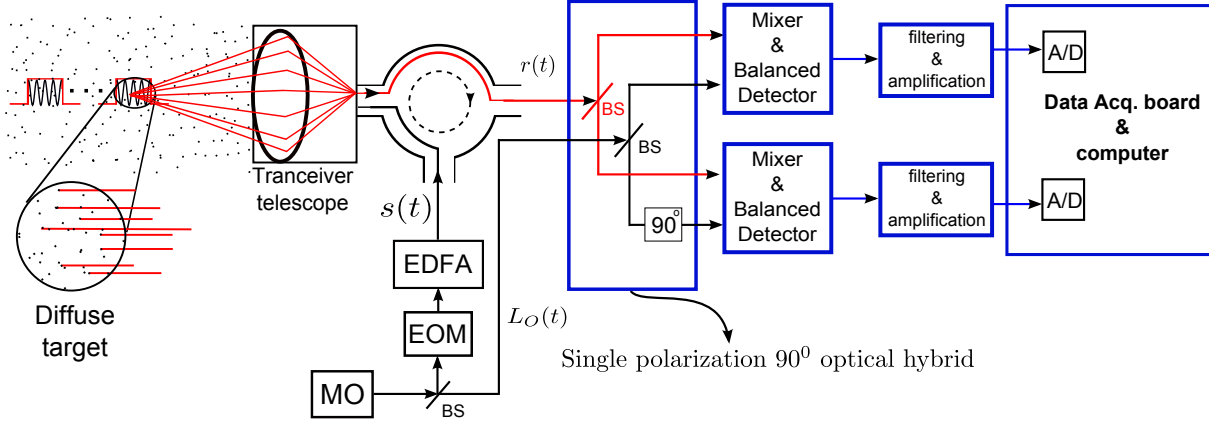 Tranceiver
telescope
Diffuse
target
r(t)
s(t)
EDFA
EOM
MO
BS
L_O(t)
BS
BS
90°
Single polarization 90⁰ optical hybrid
Mixer
&
Balanced
Detector
Mixer
&
Balanced
Detector
filtering
&
amplification
filtering
&
amplification
A/D
Data Acq. board
&
computer
A/D